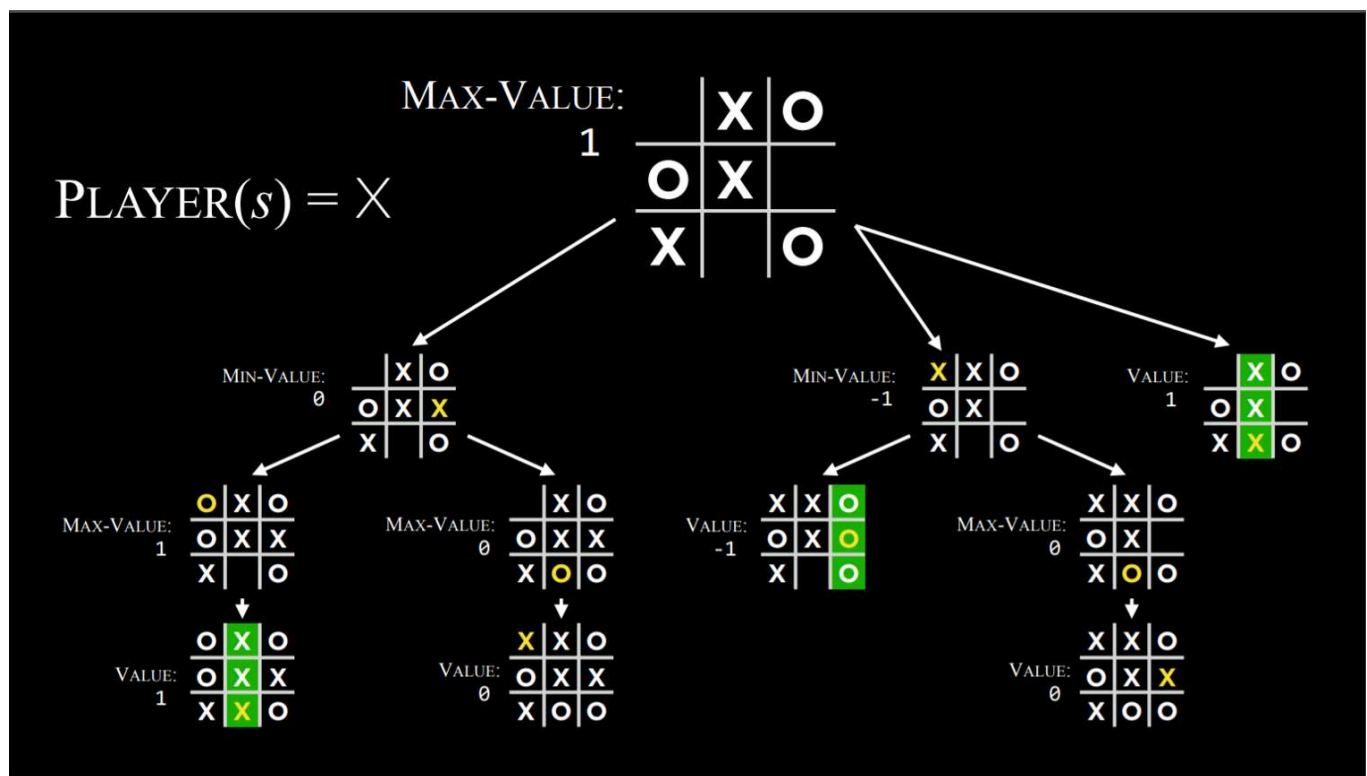 MAX-VALUE:
1
X O
O X
X O
PLAYER(s) = X
MIN-VALUE:
0
X O
O X X
X O
MIN-VALUE:
-1
X X O
O X
X O
VALUE:
1
X O
O X
X X O
MAX-VALUE:
1
O X O
O X X
X O
MAX-VALUE:
0
X O
O X X
X O O
VALUE:
-1
X X O
O X O
X O
MAX-VALUE:
0
X X O
O X
X O O
VALUE:
1
O X O
O X X
X X O
VALUE:
0
X X O
O X X
X O O
VALUE:
0
X X O
O X X
X O O